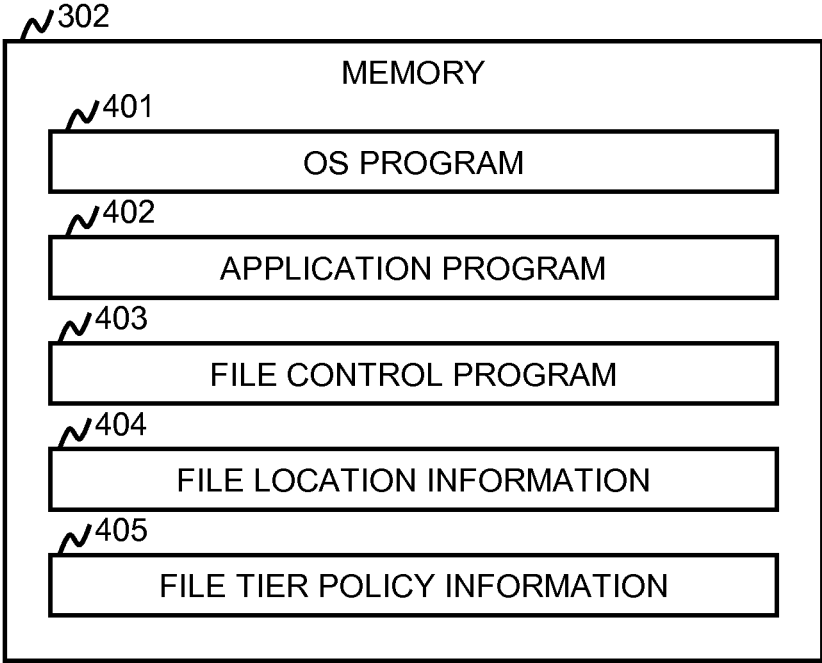 302
MEMORY
401
OS PROGRAM
402
APPLICATION PROGRAM
403
FILE CONTROL PROGRAM
404
FILE LOCATION INFORMATION
405
FILE TIER POLICY INFORMATION